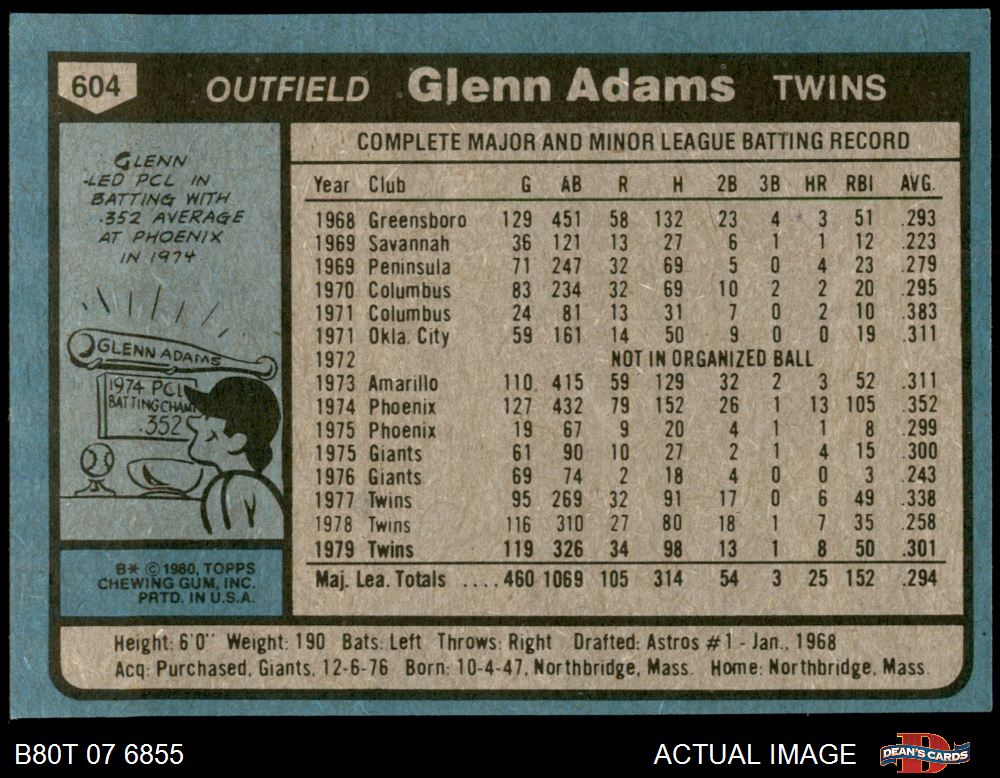 604 OUTFIELD Glenn Adams TWINS
GLENN
LED PCL IN
BATTING WITH
.352 AVERAGE
AT PHOENIX
IN 1974
GLENN ADAMS
1974 PCL
BATTING CHAMP
.352
B* © 1980, TOPPS
CHEWING GUM, INC.
PRTD. IN U.S.A.
COMPLETE MAJOR AND MINOR LEAGUE BATTING RECORD
Year Club G AB R H 2B 3B HR RBI AVG.
1968 Greensboro 129 451 58 132 23 4 3 51 .293
1969 Savannah 36 121 13 27 6 1 1 12 .223
1969 Peninsula 71 247 32 69 5 0 4 23 .279
1970 Columbus 83 234 32 69 10 2 2 20 .295
1971 Columbus 24 81 13 31 7 0 2 10 .383
1971 Okla. City 59 161 14 50 9 0 0 19 .311
1972 NOT IN ORGANIZED BALL
1973 Amarillo 110 415 59 129 32 2 3 52 .311
1974 Phoenix 127 432 79 152 26 1 13 105 .352
1975 Phoenix 19 67 9 20 4 1 1 8 .299
1975 Giants 61 90 10 27 2 1 4 15 .300
1976 Giants 69 74 2 18 4 0 0 3 .243
1977 Twins 95 269 32 91 17 0 6 49 .338
1978 Twins 116 310 27 80 18 1 7 35 .258
1979 Twins 119 326 34 98 13 1 8 50 .301
Maj. Lea. Totals .... 460 1069 105 314 54 3 25 152 .294
Height: 6'0" Weight: 190 Bats: Left Throws: Right Drafted: Astros #1 - Jan., 1968
Acq: Purchased, Giants, 12-6-76 Born: 10-4-47, Northbridge, Mass. Home: Northbridge, Mass.
B80T 07 6855 ACTUAL IMAGE DEAN'S CARDS